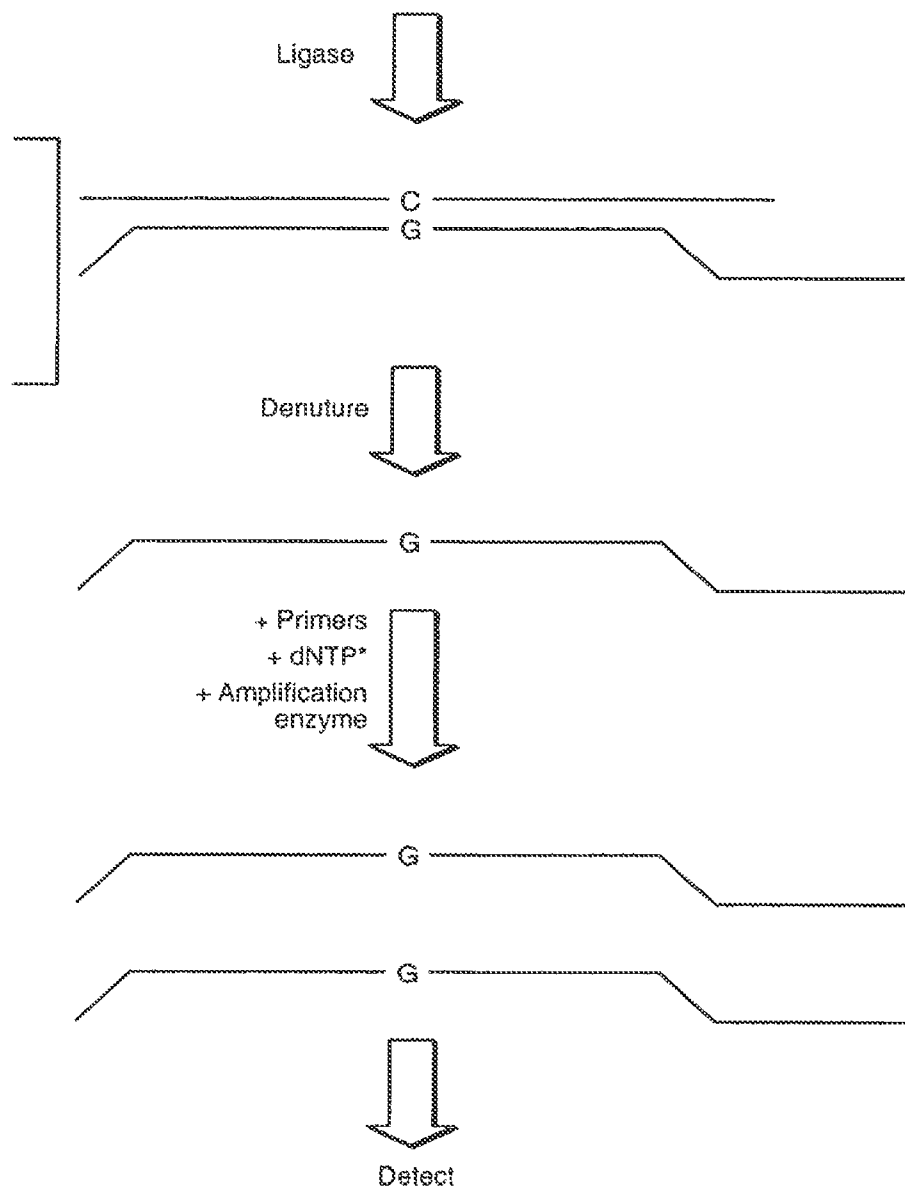 Ligase
C
G
Denuture
G
+ Primers
+ dNTP*
+ Amplification
enzyme
G
G
Detect